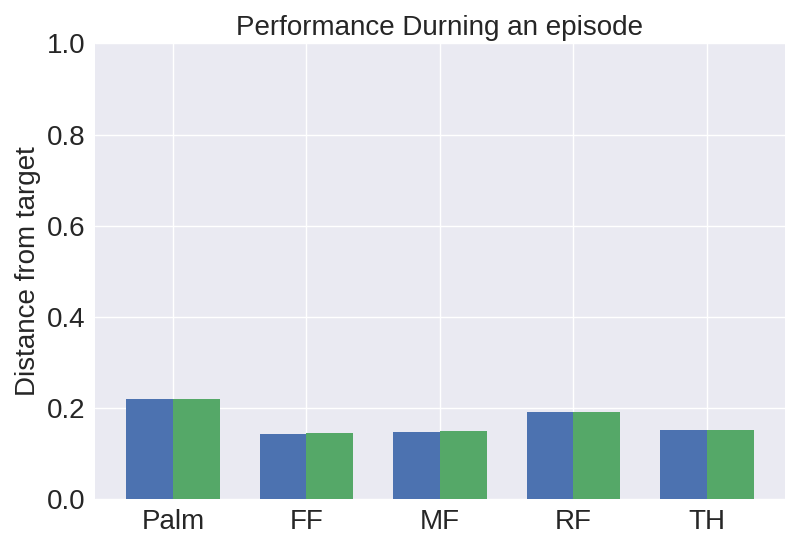 Performance Durning an episode
Distance from target
1.0
0.8
0.6
0.4
0.2
0.0
Palm FF MF RF TH